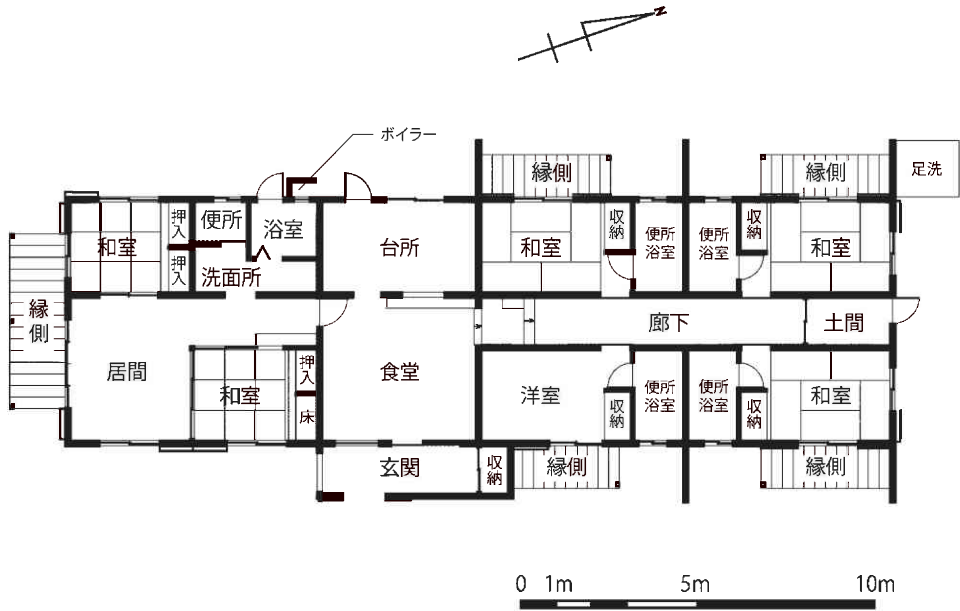 N
ボイラー
縁側
縁側
足洗
和室
押入
便所
浴室
台所
和室
収納
便所
浴室
便所
浴室
収納
和室
押入
洗面所
縁側
廊下
土間
居間
和室
押入
床
食堂
洋室
収納
便所
浴室
便所
浴室
収納
和室
玄関
収納
縁側
縁側
0 1m 5m 10m